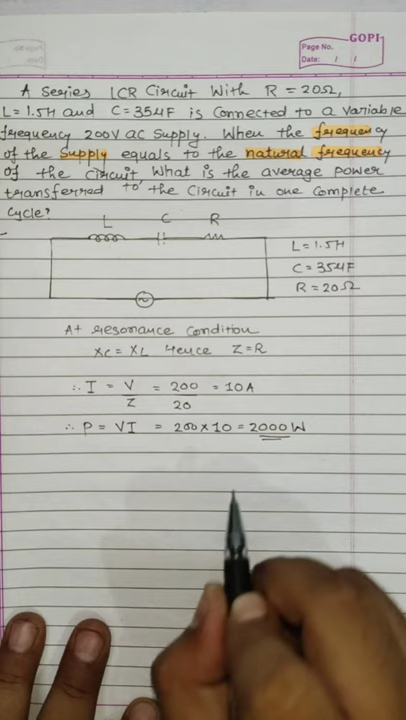 GOPI
Page No.
Date: / /
A Series LCR Circuit With R = 20Ω,
L = 1.5H and C = 35μF is Connected to a Variable
frequency 200V ac Supply. When the frequency
of the Supply equals to the natural frequency
of the Circuit, What is the average power
transferred to the Circuit in one Complete
Cycle?
L C R
L = 1.5H
C = 35μF
R = 20Ω
At resonance Condition
Xc = XL Hence Z = R
∴ I = V/Z = 200/20 = 10A
∴ P = VI = 200 × 10 = 2000 W